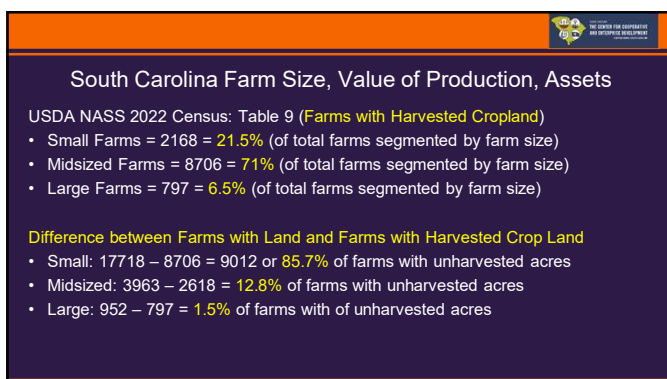 THE CENTER FOR COOPERATIVE
AND ENTERPRISE DEVELOPMENT
South Carolina Farm Size, Value of Production, Assets
USDA NASS 2022 Census: Table 9 (Farms with Harvested Cropland)
• Small Farms = 2168 = 21.5% (of total farms segmented by farm size)
• Midsized Farms = 8706 = 71% (of total farms segmented by farm size)
• Large Farms = 797 = 6.5% (of total farms segmented by farm size)
Difference between Farms with Land and Farms with Harvested Crop Land
• Small: 17718 – 8706 = 9012 or 85.7% of farms with unharvested acres
• Midsized: 3963 – 2618 = 12.8% of farms with unharvested acres
• Large: 952 – 797 = 1.5% of farms with of unharvested acres